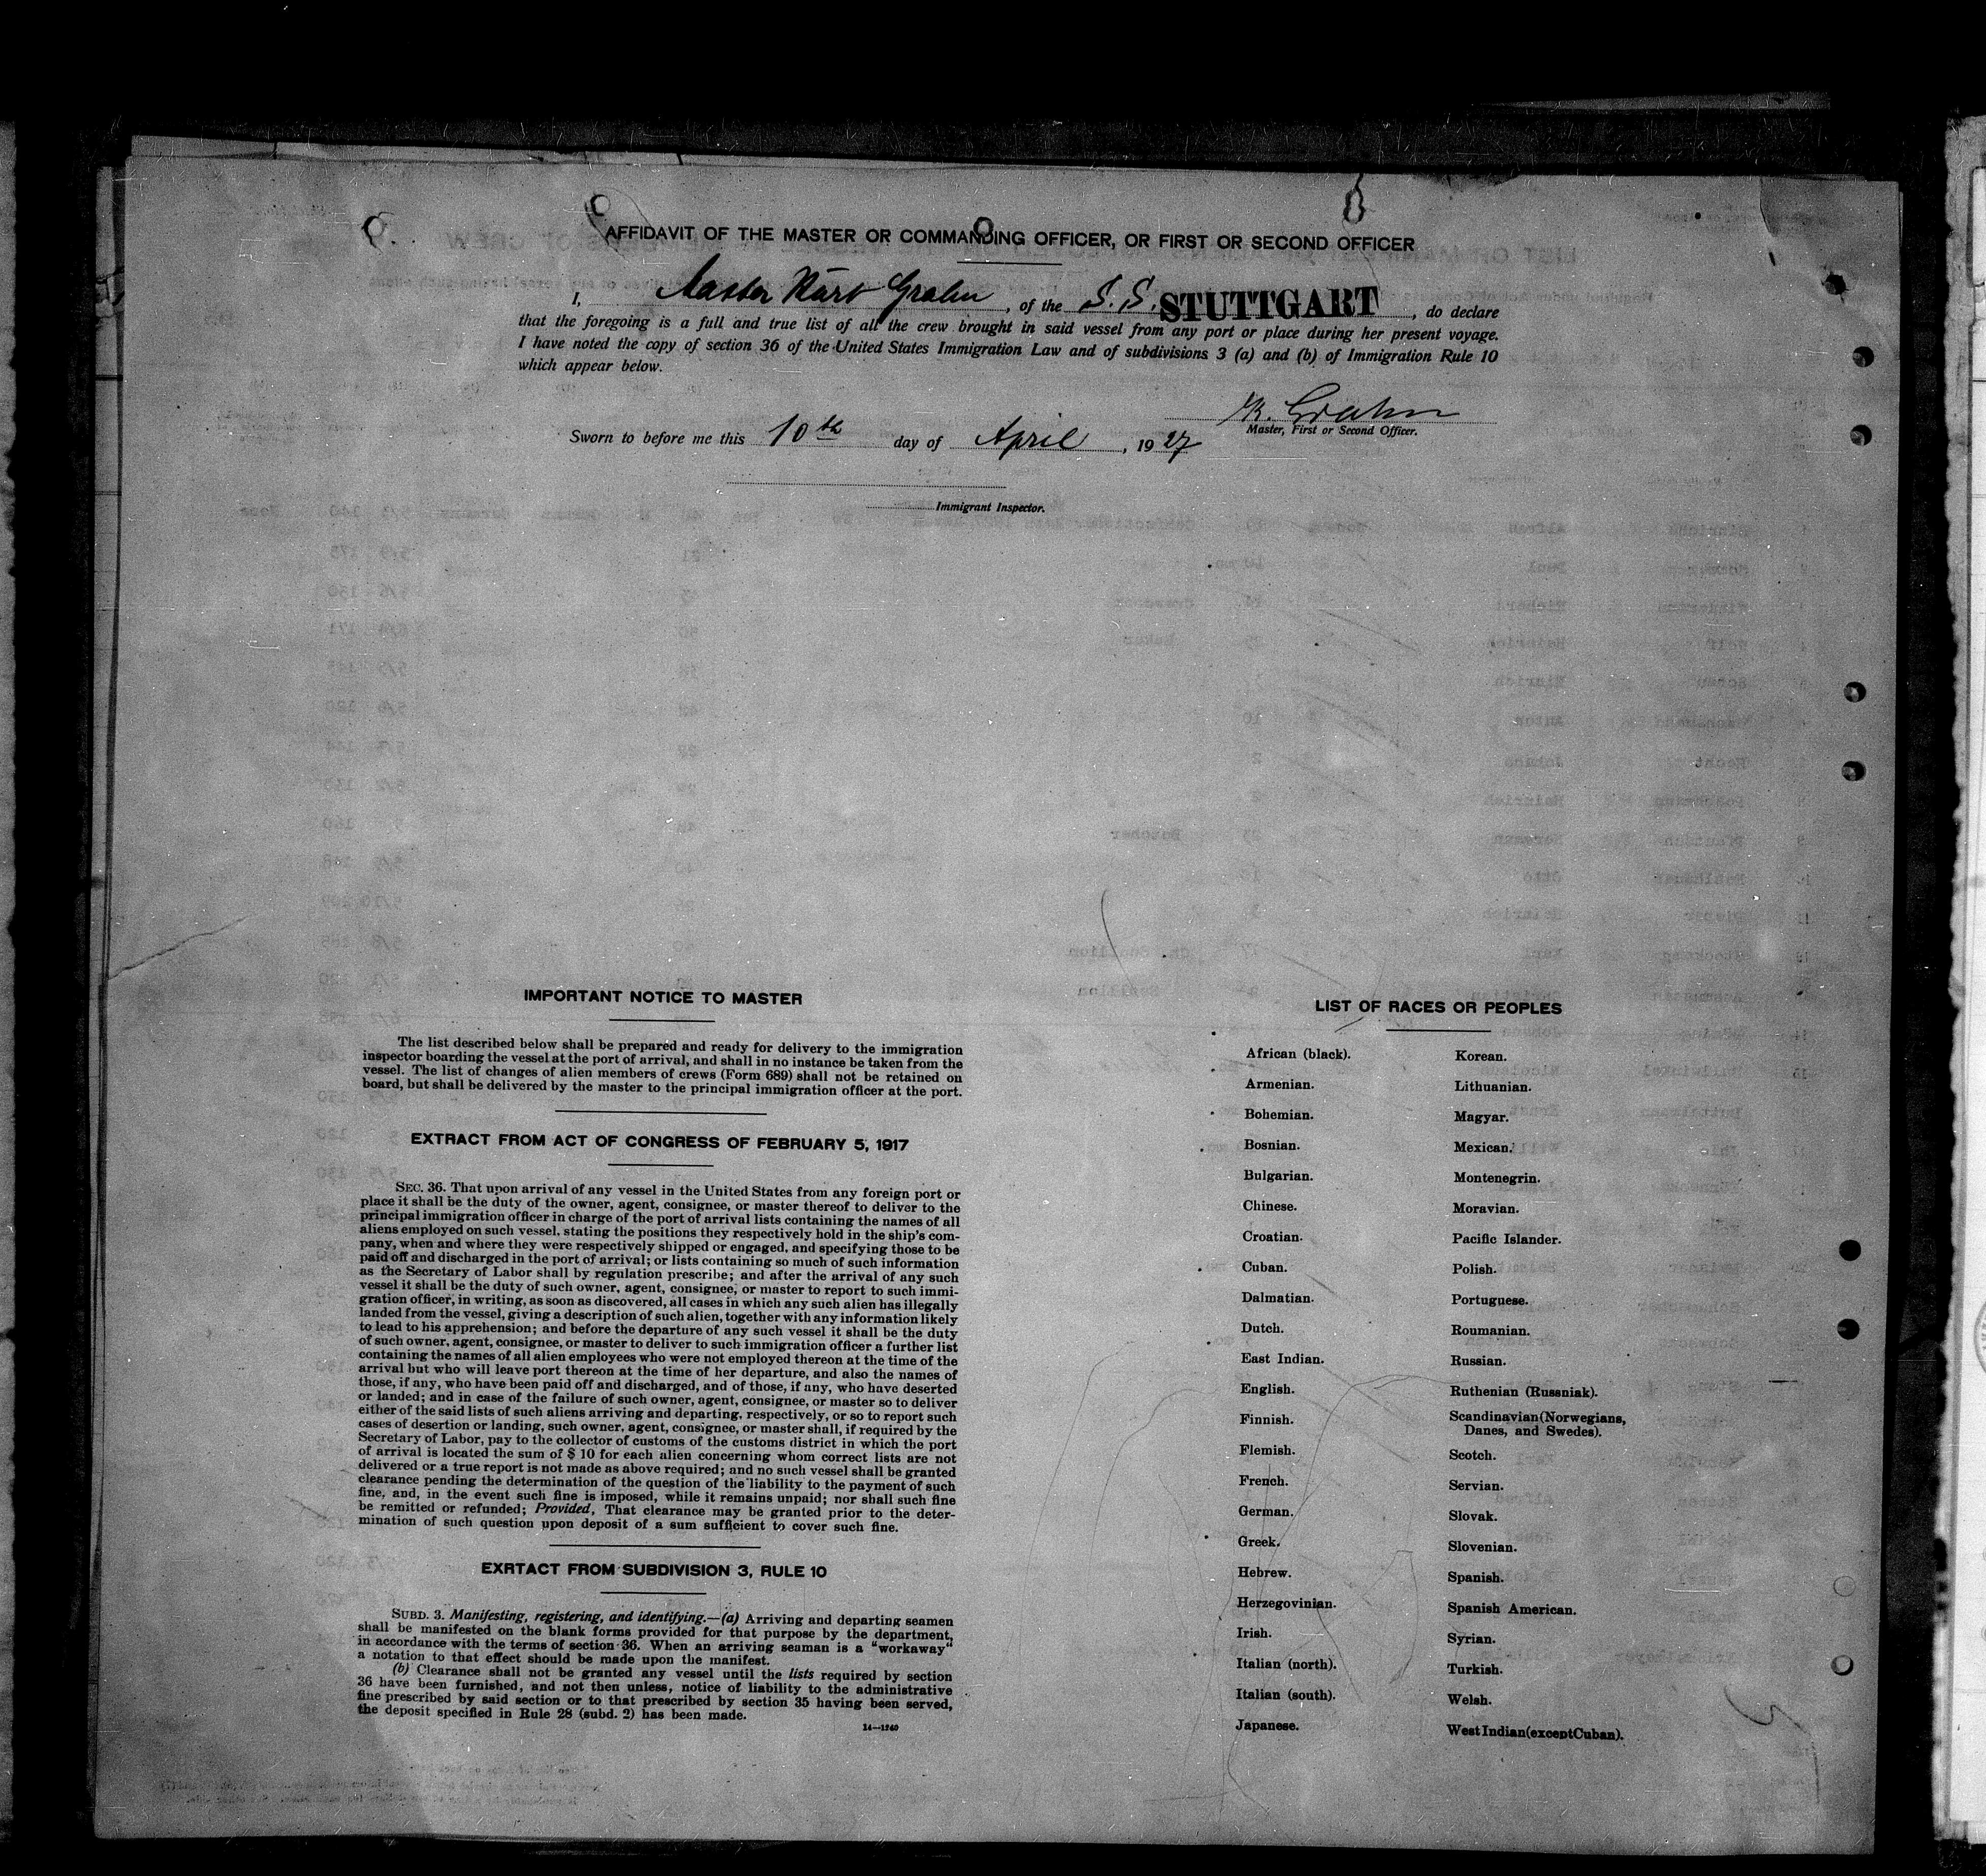 AFFIDAVIT OF THE MASTER OR COMMANDING OFFICER, OR FIRST OR SECOND OFFICER
I, Master Kurt Grahn, of the S.S. STUTTGART, do declare
that the foregoing is a full and true list of all the crew brought in said vessel from any port or place during her present voyage.
I have noted the copy of section 36 of the United States Immigration Law and of subdivisions 3 (a) and (b) of Immigration Rule 10
which appear below.
K. Grahn
Master, First or Second Officer.
Sworn to before me this 10th day of April, 1927
Immigrant Inspector.
IMPORTANT NOTICE TO MASTER
The list described below shall be prepared and ready for delivery to the immigration
inspector boarding the vessel at the port of arrival, and shall in no instance be taken from the
vessel. The list of changes of alien members of crews (Form 689) shall not be retained on
board, but shall be delivered by the master to the principal immigration officer at the port.
EXTRACT FROM ACT OF CONGRESS OF FEBRUARY 5, 1917
SEC. 36. That upon arrival of any vessel in the United States from any foreign port or
place it shall be the duty of the owner, agent, consignee, or master thereof to deliver to the
principal immigration officer in charge of the port of arrival lists containing the names of all
aliens employed on such vessel, stating the positions they respectively hold in the ship's com-
pany, when and where they were respectively shipped or engaged, and specifying those to be
paid off and discharged in the port of arrival; or lists containing so much of such information
as the Secretary of Labor shall by regulation prescribe; and after the arrival of any such
vessel it shall be the duty of such owner, agent, consignee, or master to report to such immi-
gration officer, in writing, as soon as discovered, all cases in which any such alien has illegally
landed from the vessel, giving a description of such alien, together with any information likely
to lead to his apprehension; and before the departure of any such vessel it shall be the duty
of such owner, agent, consignee, or master to deliver to such immigration officer a further list
containing the names of all alien employees who were not employed thereon at the time of the
arrival but who will leave port thereon at the time of her departure, and also the names of
those, if any, who have been paid off and discharged, and of those, if any, who have deserted
or landed; and in case of the failure of such owner, agent, consignee, or master so to deliver
either of the said lists of such aliens arriving and departing, respectively, or so to report such
cases of desertion or landing, such owner, agent, consignee, or master shall, if required by the
Secretary of Labor, pay to the collector of customs of the customs district in which the port
of arrival is located the sum of $ 10 for each alien concerning whom correct lists are not
delivered or a true report is not made as above required; and no such vessel shall be granted
clearance pending the determination of the question of the liability to the payment of such
fine, and, in the event such fine is imposed, while it remains unpaid; nor shall such fine
be remitted or refunded; Provided, That clearance may be granted prior to the deter-
mination of such question upon deposit of a sum sufficient to cover such fine.
EXRTACT FROM SUBDIVISION 3, RULE 10
SUBD. 3. Manifesting, registering, and identifying.—(a) Arriving and departing seamen
shall be manifested on the blank forms provided for that purpose by the department,
in accordance with the terms of section 36. When an arriving seaman is a "workaway"
a notation to that effect should be made upon the manifest.
(b) Clearance shall not be granted any vessel until the lists required by section
36 have been furnished, and not then unless, notice of liability to the administrative
fine prescribed by said section or to that prescribed by section 35 having been served,
the deposit specified in Rule 28 (subd. 2) has been made.
14—1240
LIST OF RACES OR PEOPLES
African (black).
Armenian.
Bohemian.
Bosnian.
Bulgarian.
Chinese.
Croatian.
Cuban.
Dalmatian.
Dutch.
East Indian.
English.
Finnish.
Flemish.
French.
German.
Greek.
Hebrew.
Herzegovinian.
Irish.
Italian (north).
Italian (south).
Japanese.
Korean.
Lithuanian.
Magyar.
Mexican.
Montenegrin.
Moravian.
Pacific Islander.
Polish.
Portuguese.
Roumanian.
Russian.
Ruthenian (Russniak).
Scandinavian (Norwegians,
Danes, and Swedes).
Scotch.
Servian.
Slovak.
Slovenian.
Spanish.
Spanish American.
Syrian.
Turkish.
Welsh.
West Indian (except Cuban).